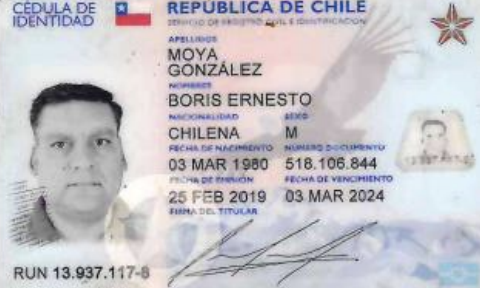 CÉDULA DE
IDENTIDAD
REPÚBLICA DE CHILE
SERVICIO DE REGISTRO CIVIL E IDENTIFICACIÓN
APELLIDOS
MOYA
GONZÁLEZ
NOMBRES
BORIS ERNESTO
NACIONALIDAD SEXO
CHILENA M
FECHA DE NACIMIENTO NÚMERO DOCUMENTO
03 MAR 1980 518.106.844
FECHA DE EMISIÓN FECHA DE VENCIMIENTO
25 FEB 2019 03 MAR 2024
FIRMA DEL TITULAR
RUN 13.937.117-8